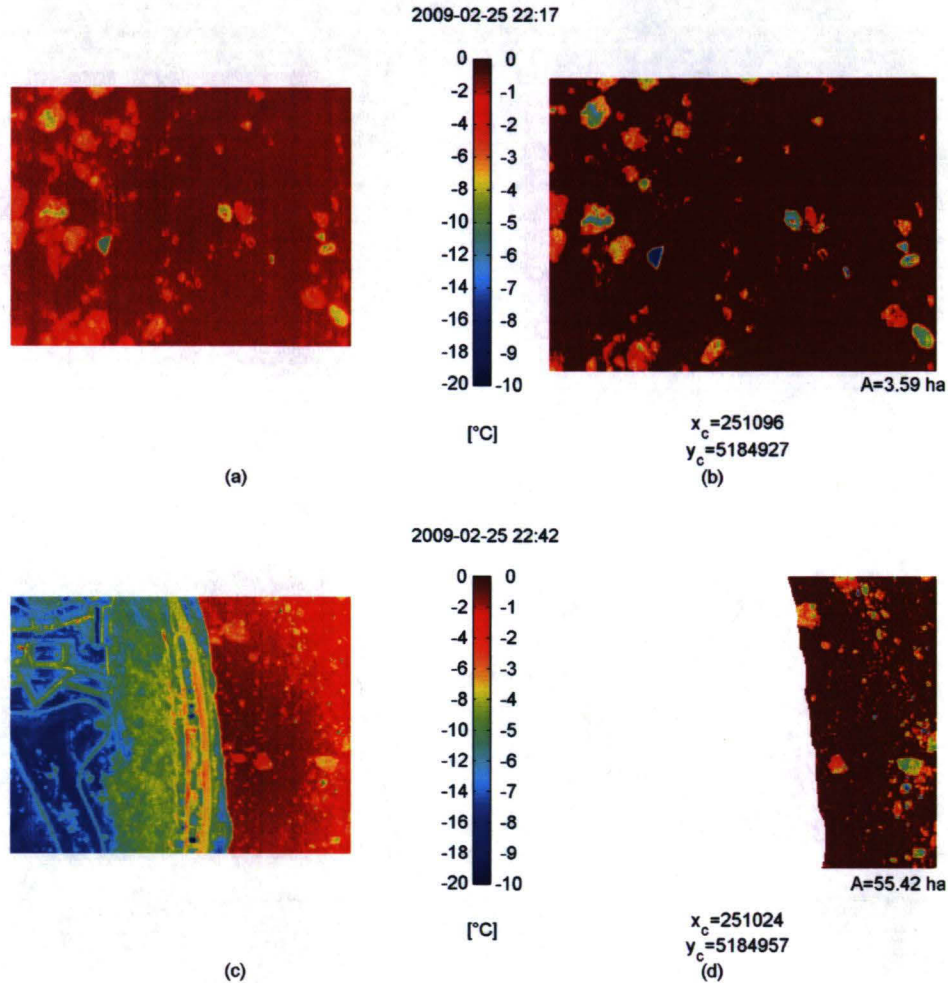 2009-02-25 22:17
0 0
-2 -1
-4 -2
-6 -3
-8 -4
-10 -5
-12 -6
-14 -7
-16 -8
-18 -9
-20 -10
[°C]
A=3.59 ha
x_c=251096
y_c=5184927
(a)
(b)
2009-02-25 22:42
0 0
-2 -1
-4 -2
-6 -3
-8 -4
-10 -5
-12 -6
-14 -7
-16 -8
-18 -9
-20 -10
[°C]
A=55.42 ha
x_c=251024
y_c=5184957
(c)
(d)